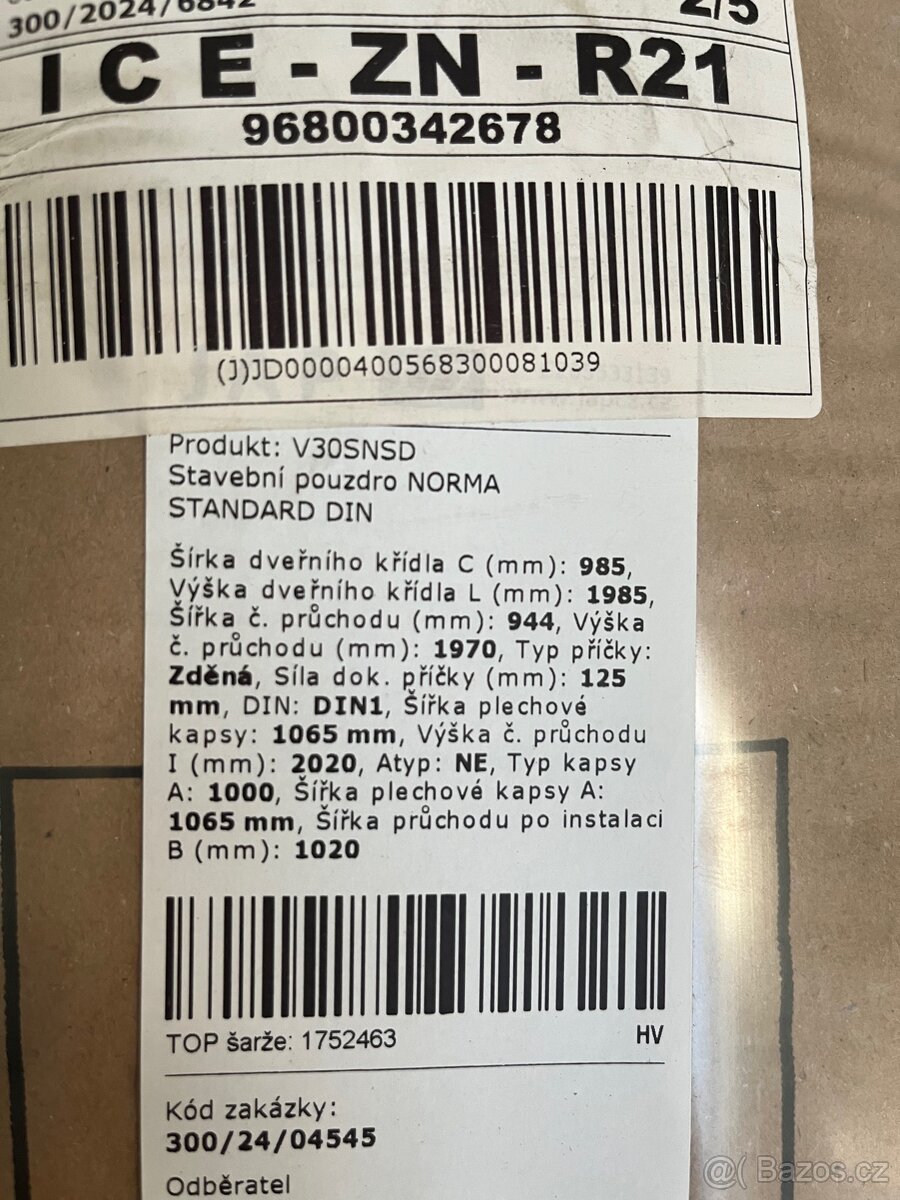 300/2024/6842
2/5
ICE-ZN-R21
96800342678
(J)JD0000400568300081039
Produkt: V30SNSD
Stavební pouzdro NORMA
STANDARD DIN
Šírka dveřního křídla C (mm): 985,
Výška dveřního křídla L (mm): 1985,
Šířka č. průchodu (mm): 944, Výška
č. průchodu (mm): 1970, Typ příčky:
Zděná, Síla dok. příčky (mm): 125
mm, DIN: DIN1, Šířka plechové
kapsy: 1065 mm, Výška č. průchodu
I (mm): 2020, Atyp: NE, Typ kapsy
A: 1000, Šířka plechové kapsy A:
1065 mm, Šířka průchodu po instalaci
B (mm): 1020
TOP šarže: 1752463
HV
Kód zakázky:
300/24/04545
Odběratel
@( Bazos.cz